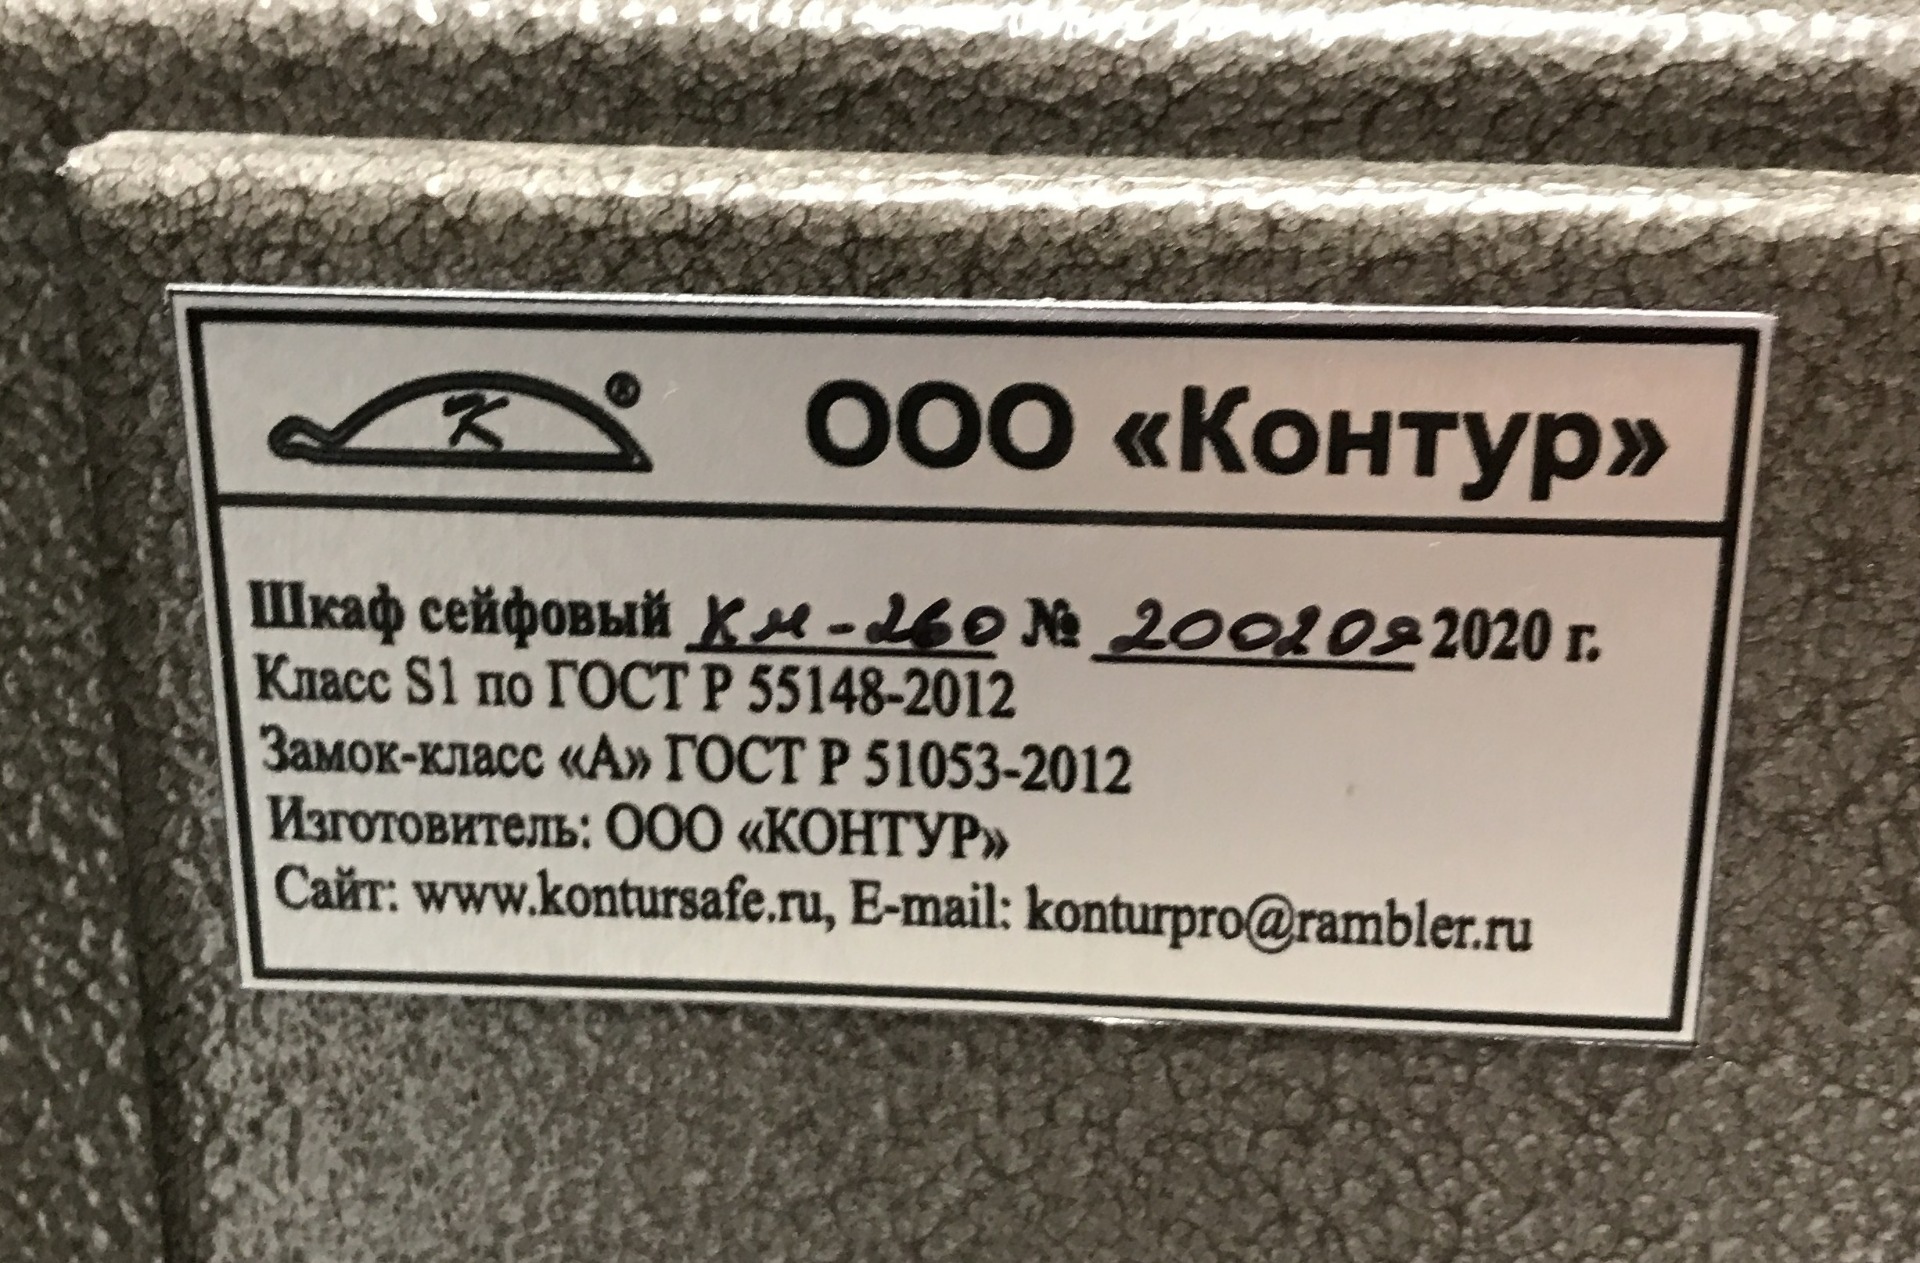 К ®
ООО «Контур»
Шкаф сейфовый КМ-260 № 200209 2020 г.
Класс S1 по ГОСТ Р 55148-2012
Замок-класс «А» ГОСТ Р 51053-2012
Изготовитель: ООО «КОНТУР»
Сайт: www.kontursafe.ru, E-mail: konturpro@rambler.ru